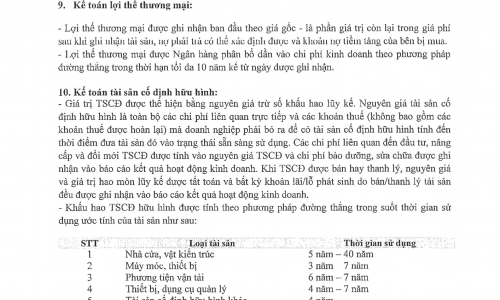 9. Kế toán lợi thế thương mại:
- Lợi thế thương mại được ghi nhận ban đầu theo giá gốc - là phần giá trị còn lại trong giá phí
sau khi ghi nhận tài sản, nợ phải trả có thể xác định được và khoản nợ tiềm tàng của bên bị mua.
- Lợi thế thương mại được Ngân hàng phân bổ dần vào chi phí kinh doanh theo phương pháp
đường thẳng trong thời hạn tối đa 10 năm kể từ ngày được ghi nhận.
10. Kế toán tài sản cố định hữu hình:
- Giá trị TSCĐ được thể hiện bằng nguyên giá trừ số khấu hao lũy kế. Nguyên giá tài sản cố
định hữu hình là toàn bộ các chi phí liên quan trực tiếp và các khoản thuế (không bao gồm các
khoản thuế được hoàn lại) mà doanh nghiệp phải bỏ ra để có tài sản cố định hữu hình tính đến
thời điểm đưa tài sản đó vào trạng thái sẵn sàng sử dụng. Các chi phí liên quan đến đầu tư, nâng
cấp và đổi mới TSCĐ được tính vào nguyên giá TSCĐ và chi phí bảo dưỡng, sửa chữa được ghi
nhận vào báo cáo kết quả hoạt động kinh doanh. Khi TSCĐ được bán hay thanh lý, nguyên giá
và giá trị hao mòn lũy kế được tất toán và bất kỳ khoản lãi/lỗ phát sinh do bán/thanh lý tài sản
đều được ghi nhận vào báo cáo kết quả hoạt động kinh doanh.
- Khấu hao TSCĐ hữu hình được tính theo phương pháp đường thẳng trong suốt thời gian sử
dụng ước tính của tài sản như sau:
STT Loại tài sản Thời gian sử dụng
1 Nhà cửa, vật kiến trúc 5 năm – 40 năm
2 Máy móc, thiết bị 3 năm 7 năm
3 Phương tiện vận tải 6 năm – 7 năm
4 Thiết bị, dụng cụ quản lý 4 năm – 7 năm